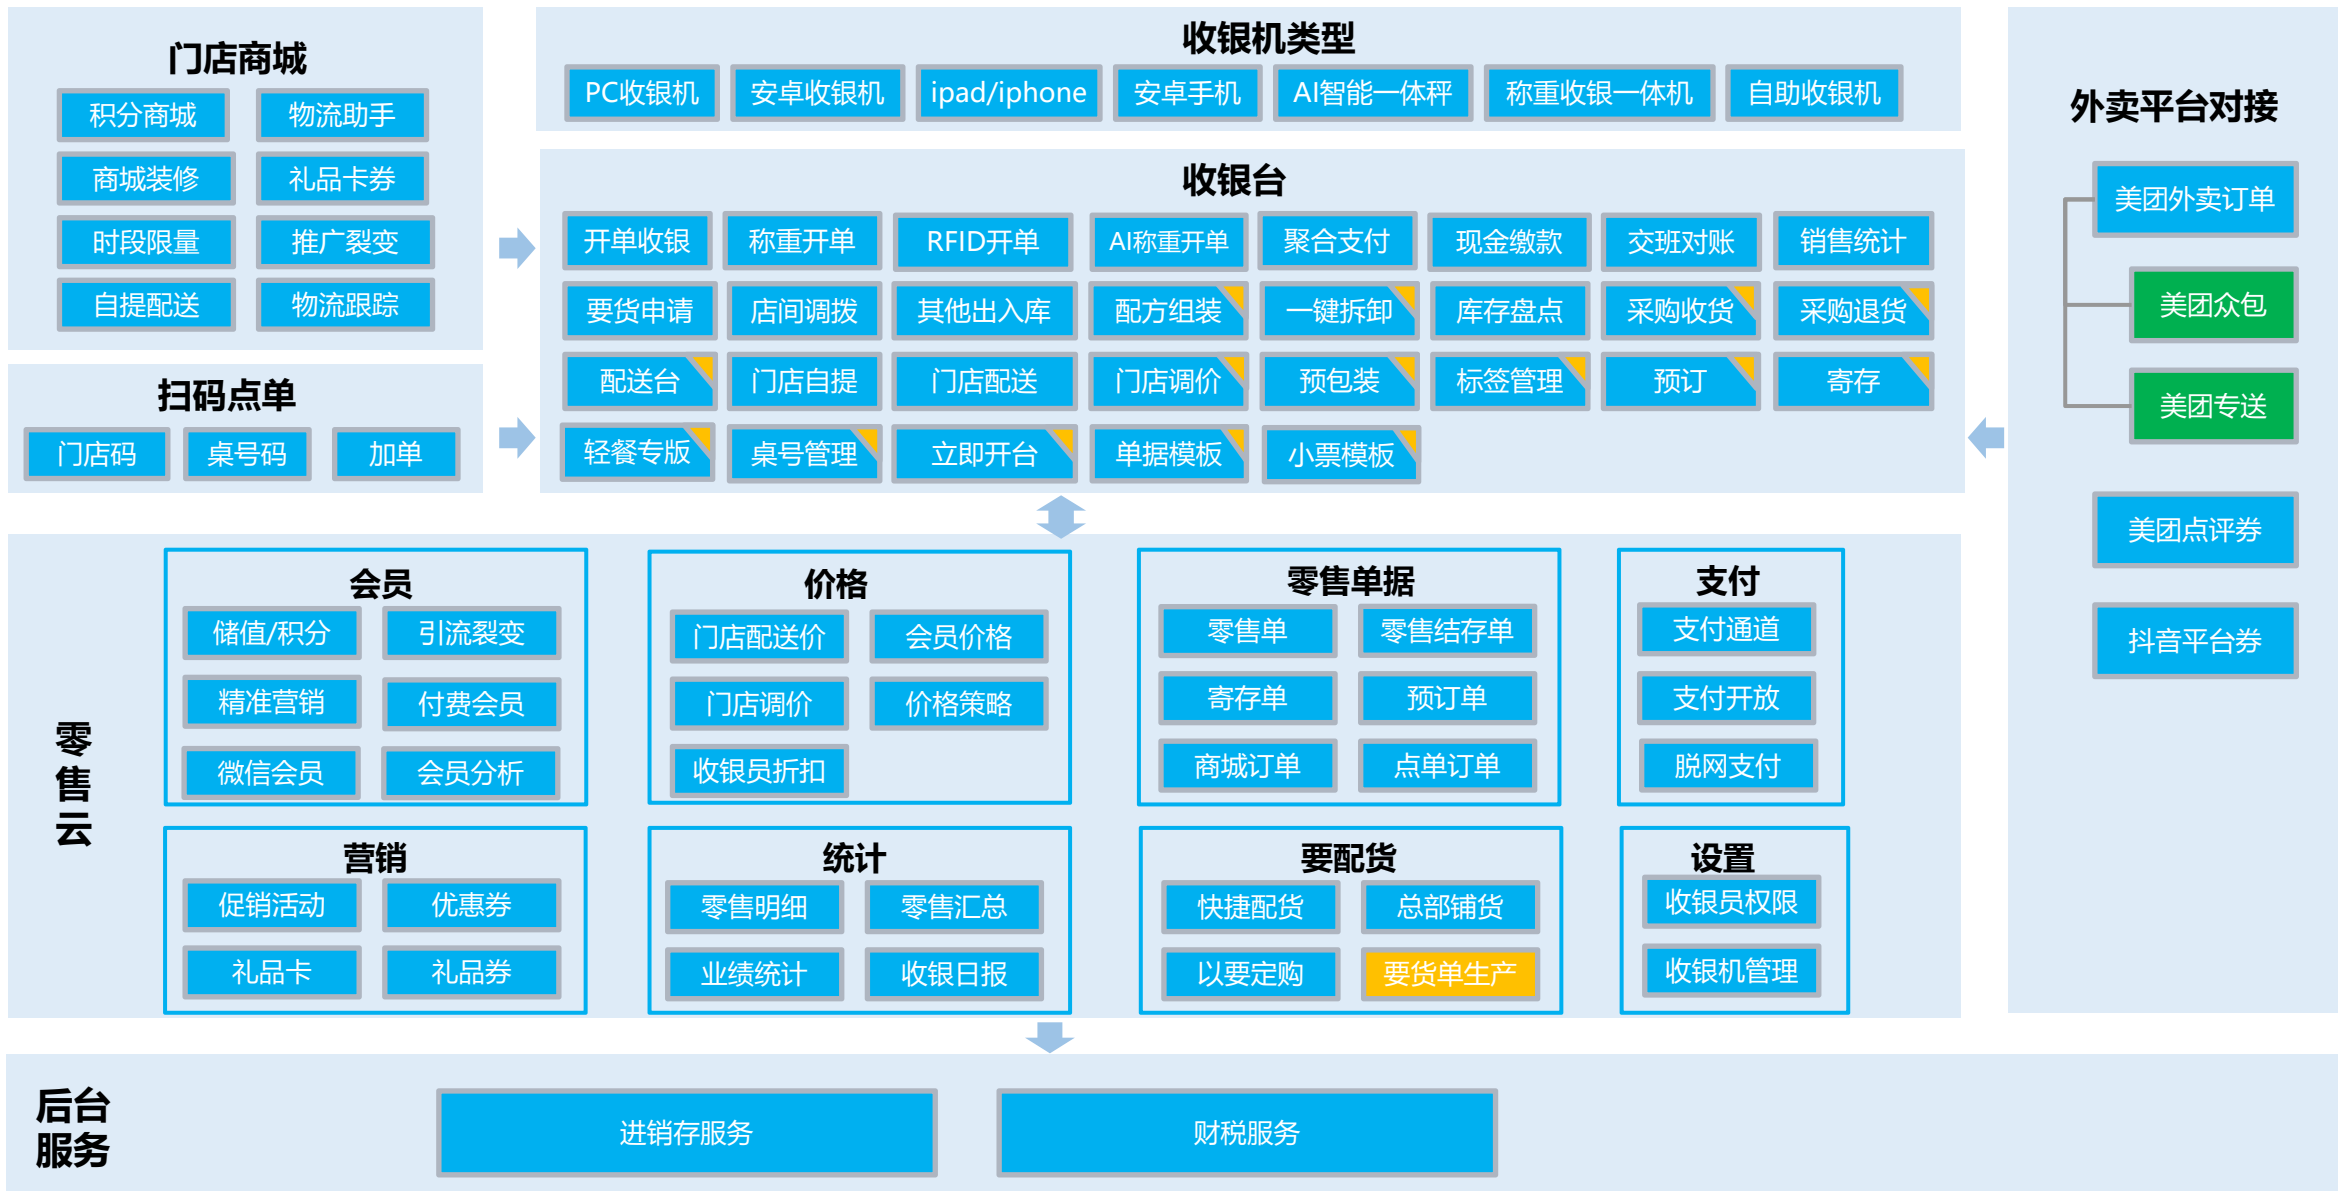 门店商城
积分商城
物流助手
商城装修
礼品卡券
时段限量
推广裂变
自提配送
物流跟踪
扫码点单
门店码
桌号码
加单
收银机类型
PC收银机
安卓收银机
ipad/iphone
安卓手机
AI智能一体秤
称重收银一体机
自助收银机
收银台
开单收银
称重开单
RFID开单
AI称重开单
聚合支付
现金缴款
交班对账
销售统计
要货申请
店间调拨
其他出入库
配方组装
一键拆卸
库存盘点
采购收货
采购退货
配送台
门店自提
门店配送
门店调价
预包装
标签管理
预订
寄存
轻餐专版
桌号管理
立即开台
单据模板
小票模板
外卖平台对接
美团外卖订单
美团众包
美团专送
美团点评券
抖音平台券
零
售
云
会员
储值/积分
引流裂变
精准营销
付费会员
微信会员
会员分析
价格
门店配送价
会员价格
门店调价
价格策略
收银员折扣
零售单据
零售单
零售结存单
寄存单
预订单
商城订单
点单订单
支付
支付通道
支付开放
脱网支付
营销
促销活动
优惠券
礼品卡
礼品券
统计
零售明细
零售汇总
业绩统计
收银日报
要配货
快捷配货
总部铺货
以要定购
要货单生产
设置
收银员权限
收银机管理
后台
服务
进销存服务
财税服务